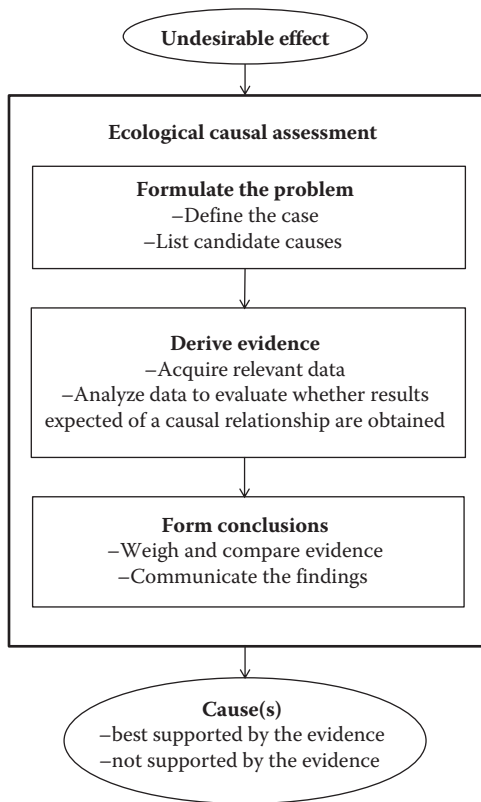 Undesirable effect
Ecological causal assessment
Formulate the problem
–Define the case
–List candidate causes
Derive evidence
–Acquire relevant data
–Analyze data to evaluate whether results
expected of a causal relationship are obtained
Form conclusions
–Weigh and compare evidence
–Communicate the findings
Cause(s)
–best supported by the evidence
–not supported by the evidence